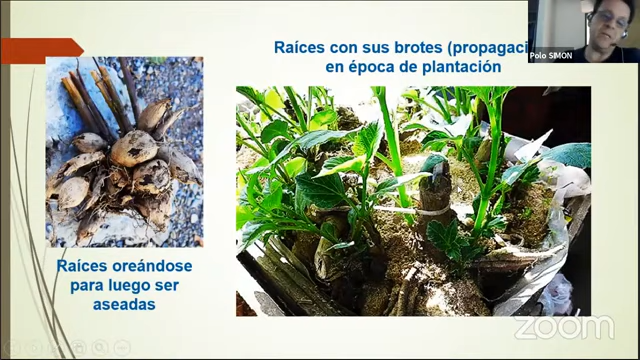 Raíces con sus brotes (propagaci
en época de plantación
Polo SIMON
Raíces oreándose
para luego ser
aseadas
zoom